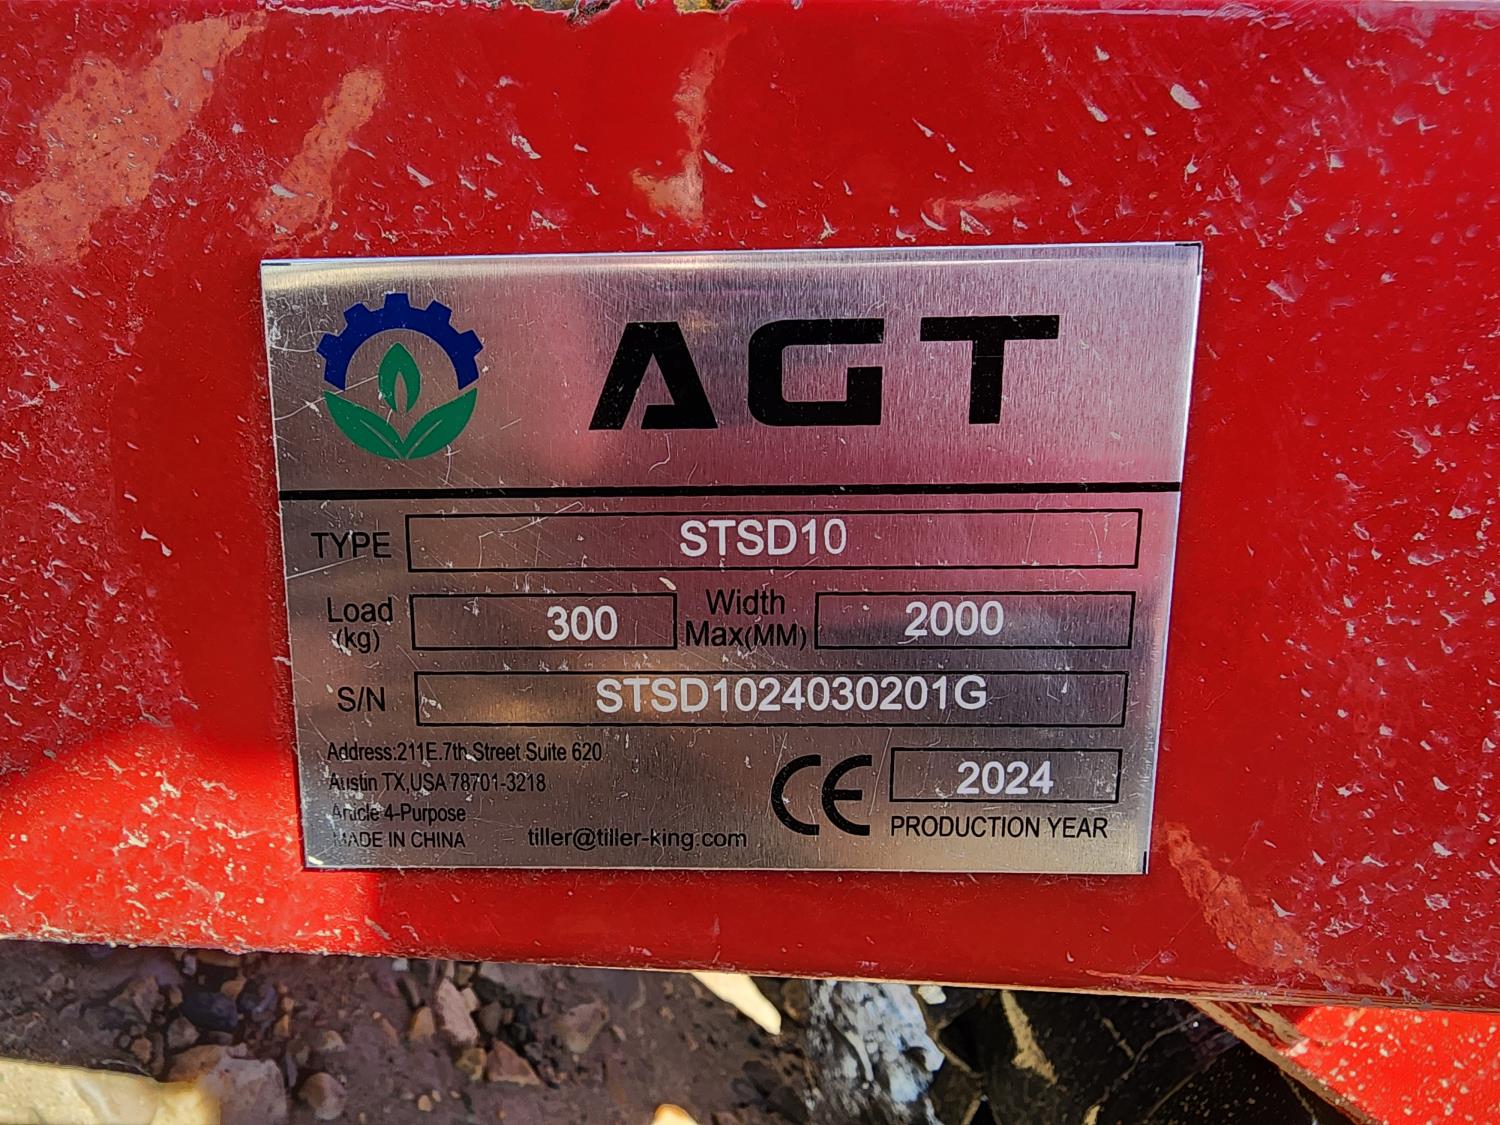 AGT
TYPE STSD10
Load (kg) 300 Width Max(MM) 2000
S/N STSD1024030201G
Address:211E.7th Street Suite 620
Austin TX,USA 78701-3218
Article 4-Purpose
MADE IN CHINA tiller@tiller-king.com
CE 2024
PRODUCTION YEAR